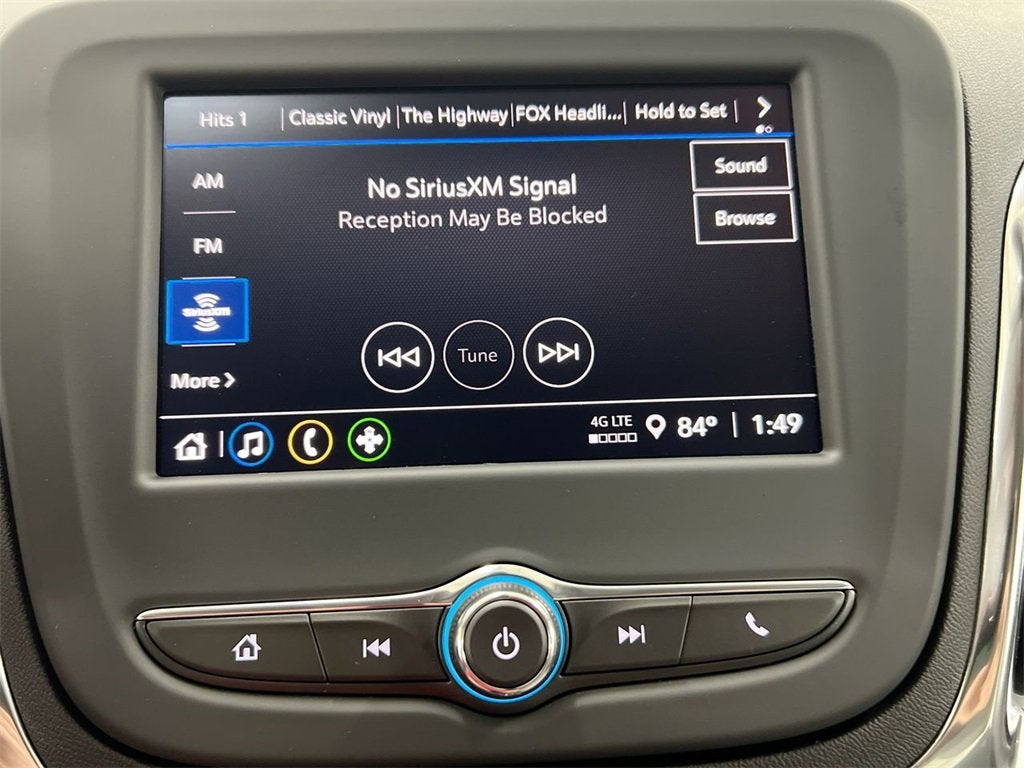 Hits 1 | Classic Vinyl | The Highway | FOX Headli... | Hold to Set |
AM
No SiriusXM Signal
Sound
Reception May Be Blocked
Browse
FM
SiriusXM
Tune
More
4G LTE
84° | 1:49